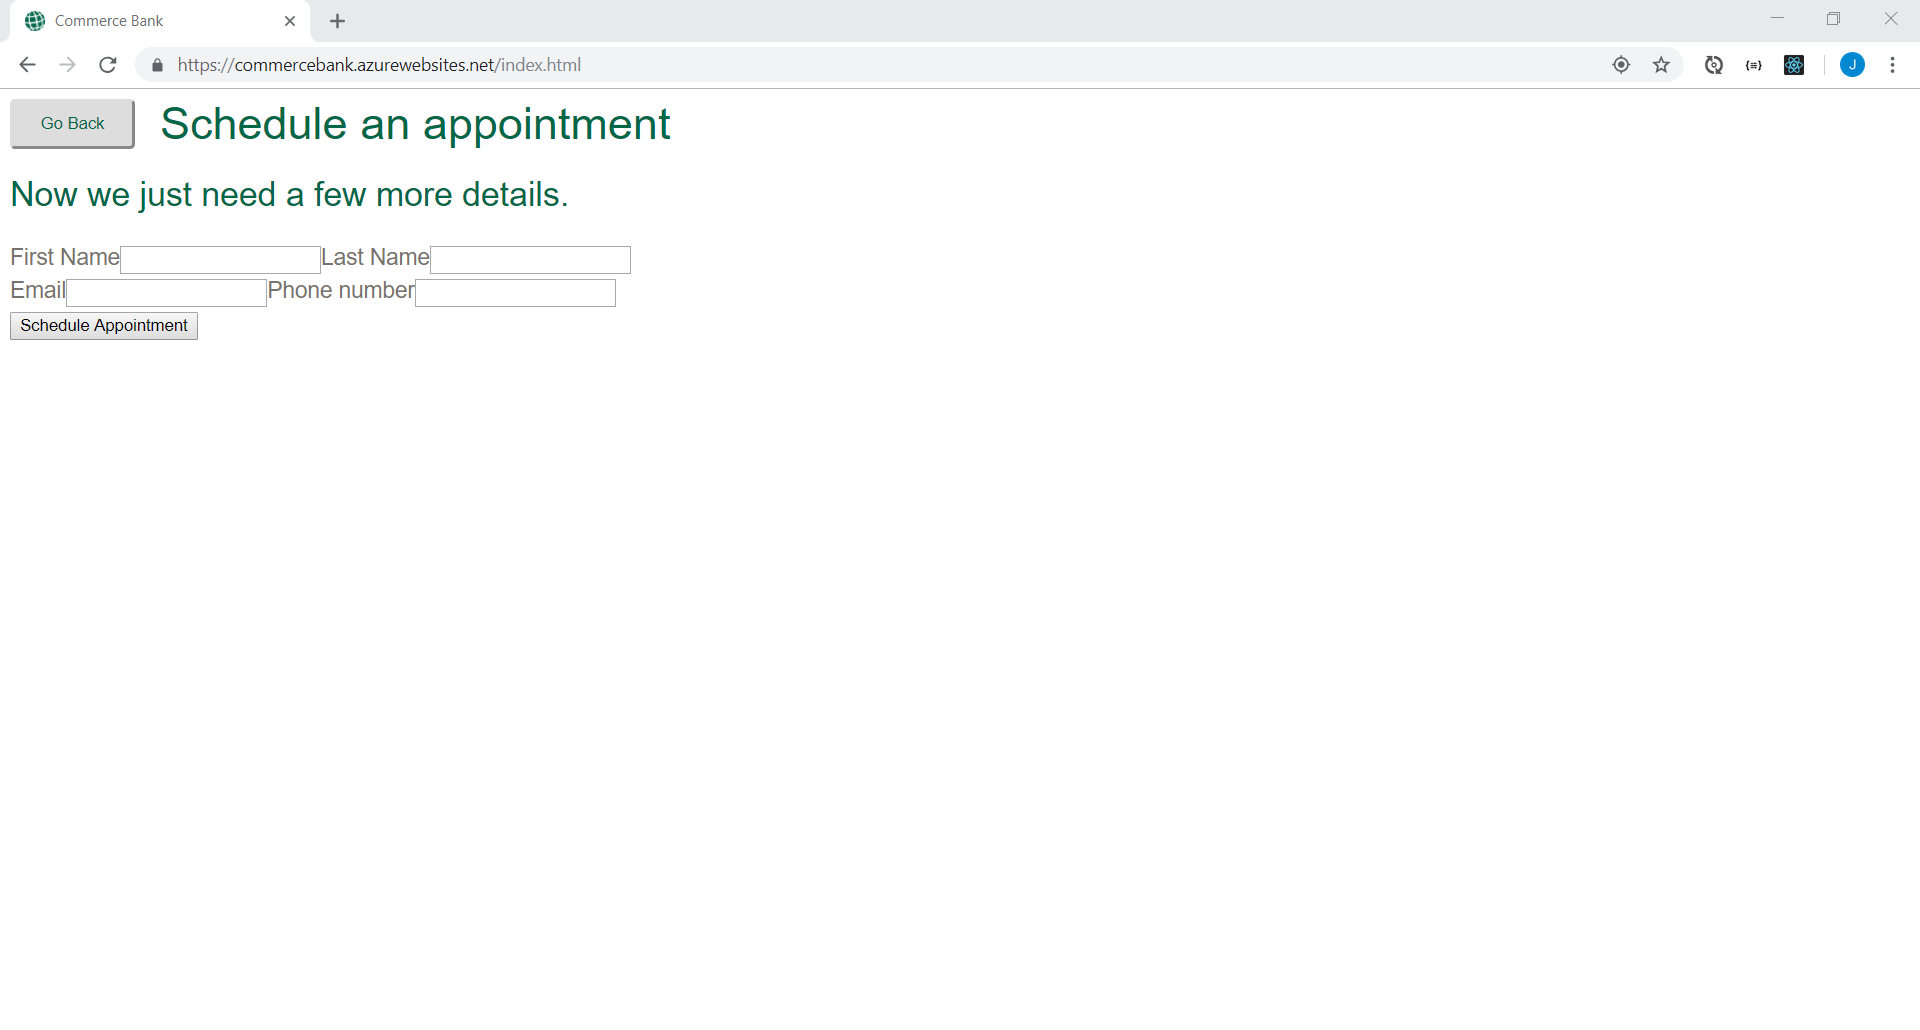 Commerce Bank
https://commercebank.azurewebsites.net/index.html
J
Go Back
Schedule an appointment
Now we just need a few more details.
First Name Last Name
Email Phone number
Schedule Appointment